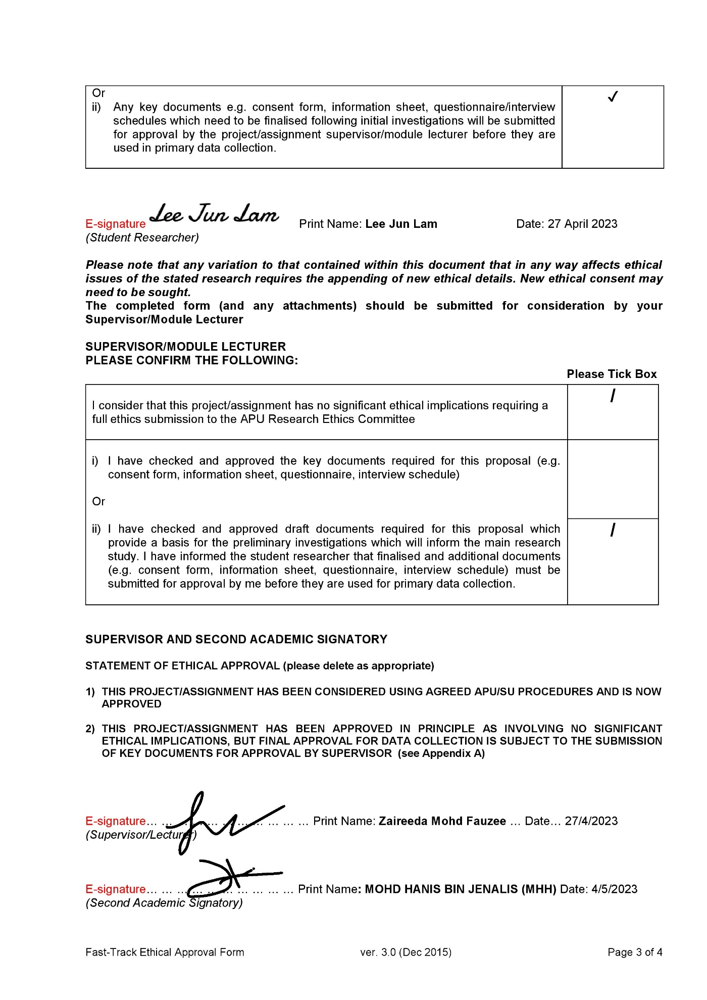 Or
✓
ii) Any key documents e.g. consent form, information sheet, questionnaire/interview
schedules which need to be finalised following initial investigations will be submitted
for approval by the project/assignment supervisor/module lecturer before they are
used in primary data collection.
E-signature Lee Jun Lam Print Name: Lee Jun Lam Date: 27 April 2023
(Student Researcher)
Please note that any variation to that contained within this document that in any way affects ethical
issues of the stated research requires the appending of new ethical details. New ethical consent may
need to be sought.
The completed form (and any attachments) should be submitted for consideration by your
Supervisor/Module Lecturer
SUPERVISOR/MODULE LECTURER
PLEASE CONFIRM THE FOLLOWING:
Please Tick Box
/
I consider that this project/assignment has no significant ethical implications requiring a
full ethics submission to the APU Research Ethics Committee
i) I have checked and approved the key documents required for this proposal (e.g.
consent form, information sheet, questionnaire, interview schedule)
Or
ii) I have checked and approved draft documents required for this proposal which /
provide a basis for the preliminary investigations which will inform the main research
study. I have informed the student researcher that finalised and additional documents
(e.g. consent form, information sheet, questionnaire, interview schedule) must be
submitted for approval by me before they are used for primary data collection.
SUPERVISOR AND SECOND ACADEMIC SIGNATORY
STATEMENT OF ETHICAL APPROVAL (please delete as appropriate)
1) THIS PROJECT/ASSIGNMENT HAS BEEN CONSIDERED USING AGREED APU/SU PROCEDURES AND IS NOW
APPROVED
2) THIS PROJECT/ASSIGNMENT HAS BEEN APPROVED IN PRINCIPLE AS INVOLVING NO SIGNIFICANT
ETHICAL IMPLICATIONS, BUT FINAL APPROVAL FOR DATA COLLECTION IS SUBJECT TO THE SUBMISSION
OF KEY DOCUMENTS FOR APPROVAL BY SUPERVISOR (see Appendix A)
E-signature… … … … … … … … … … … Print Name: Zaireeda Mohd Fauzee … Date… 27/4/2023
(Supervisor/Lecturer)
E-signature… … … … … … … … … … Print Name: MOHD HANIS BIN JENALIS (MHH) Date: 4/5/2023
(Second Academic Signatory)
Fast-Track Ethical Approval Form ver. 3.0 (Dec 2015) Page 3 of 4